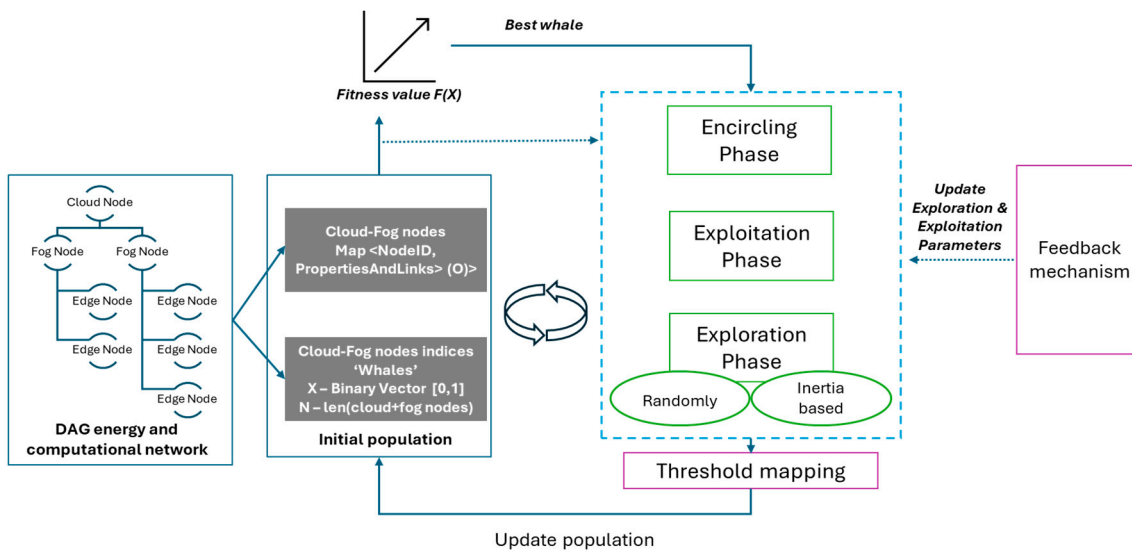 Best whale
Fitness value F(X)
Encircling
Phase
Exploitation
Phase
Exploration
Phase
Randomly
Inertia
based
Update
Exploration &
Exploitation
Parameters
Feedback
mechanism
Cloud Node
Fog Node
Fog Node
Edge Node
Edge Node
Edge Node
Edge Node
Edge Node
DAG energy and
computational network
Cloud-Fog nodes
Map <NodeID,
PropertiesAndLinks> (O)>
Cloud-Fog nodes indices
‘Whales’
X – Binary Vector [0,1]
N – len(cloud+fog nodes)
Initial population
Threshold mapping
Update population